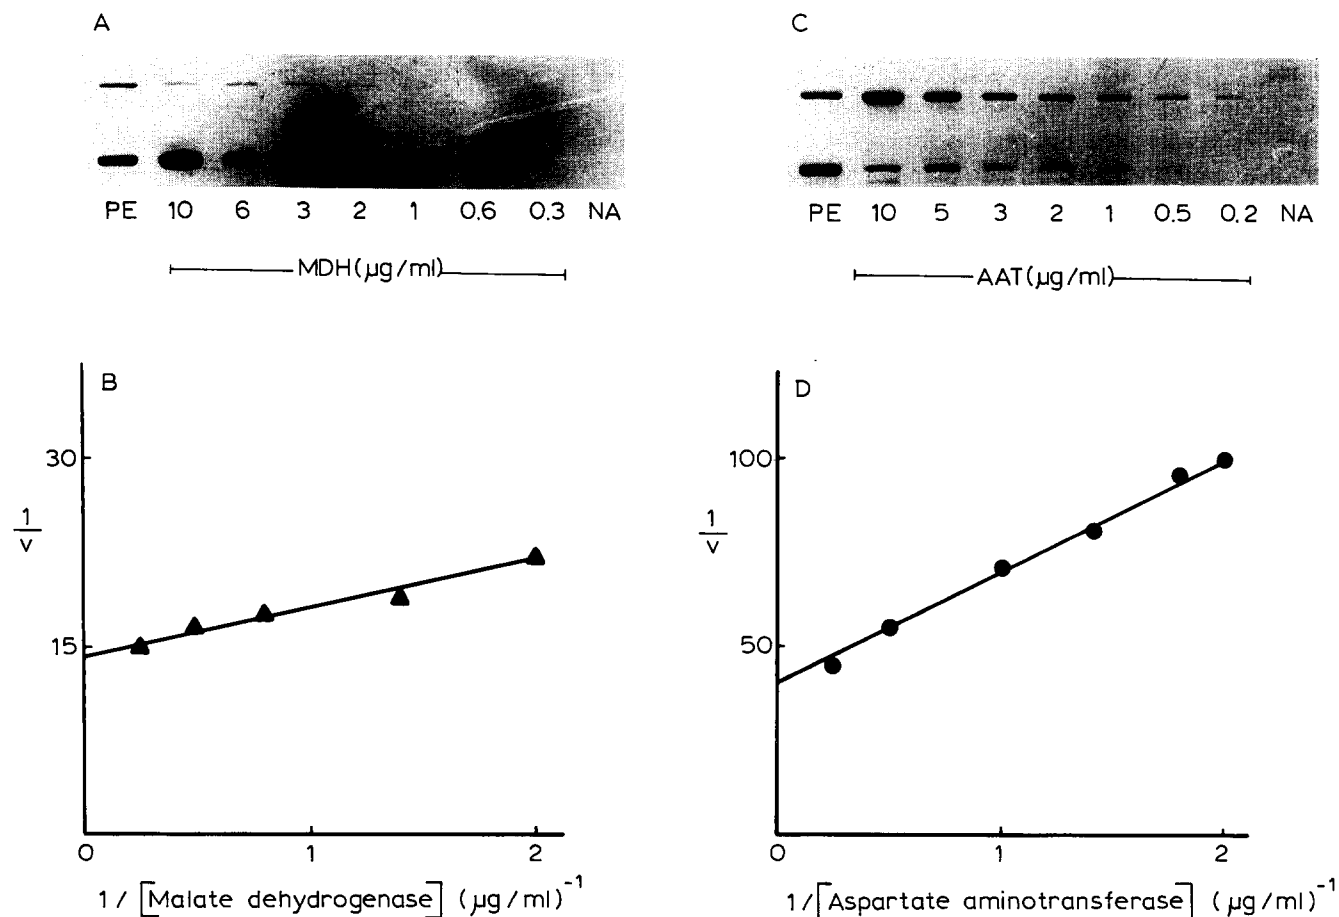 A
PE 10 6 3 2 1 0.6 0.3 NA
MDH(µg/ml)
C
PE 10 5 3 2 1 0.5 0.2 NA
AAT(µg/ml)
B
30
15
1
v
0 1 2
1/[Malate dehydrogenase] (µg/ml)⁻¹
D
100
50
1
v
0 1 2
1/[Aspartate aminotransferase] (µg/ml)⁻¹